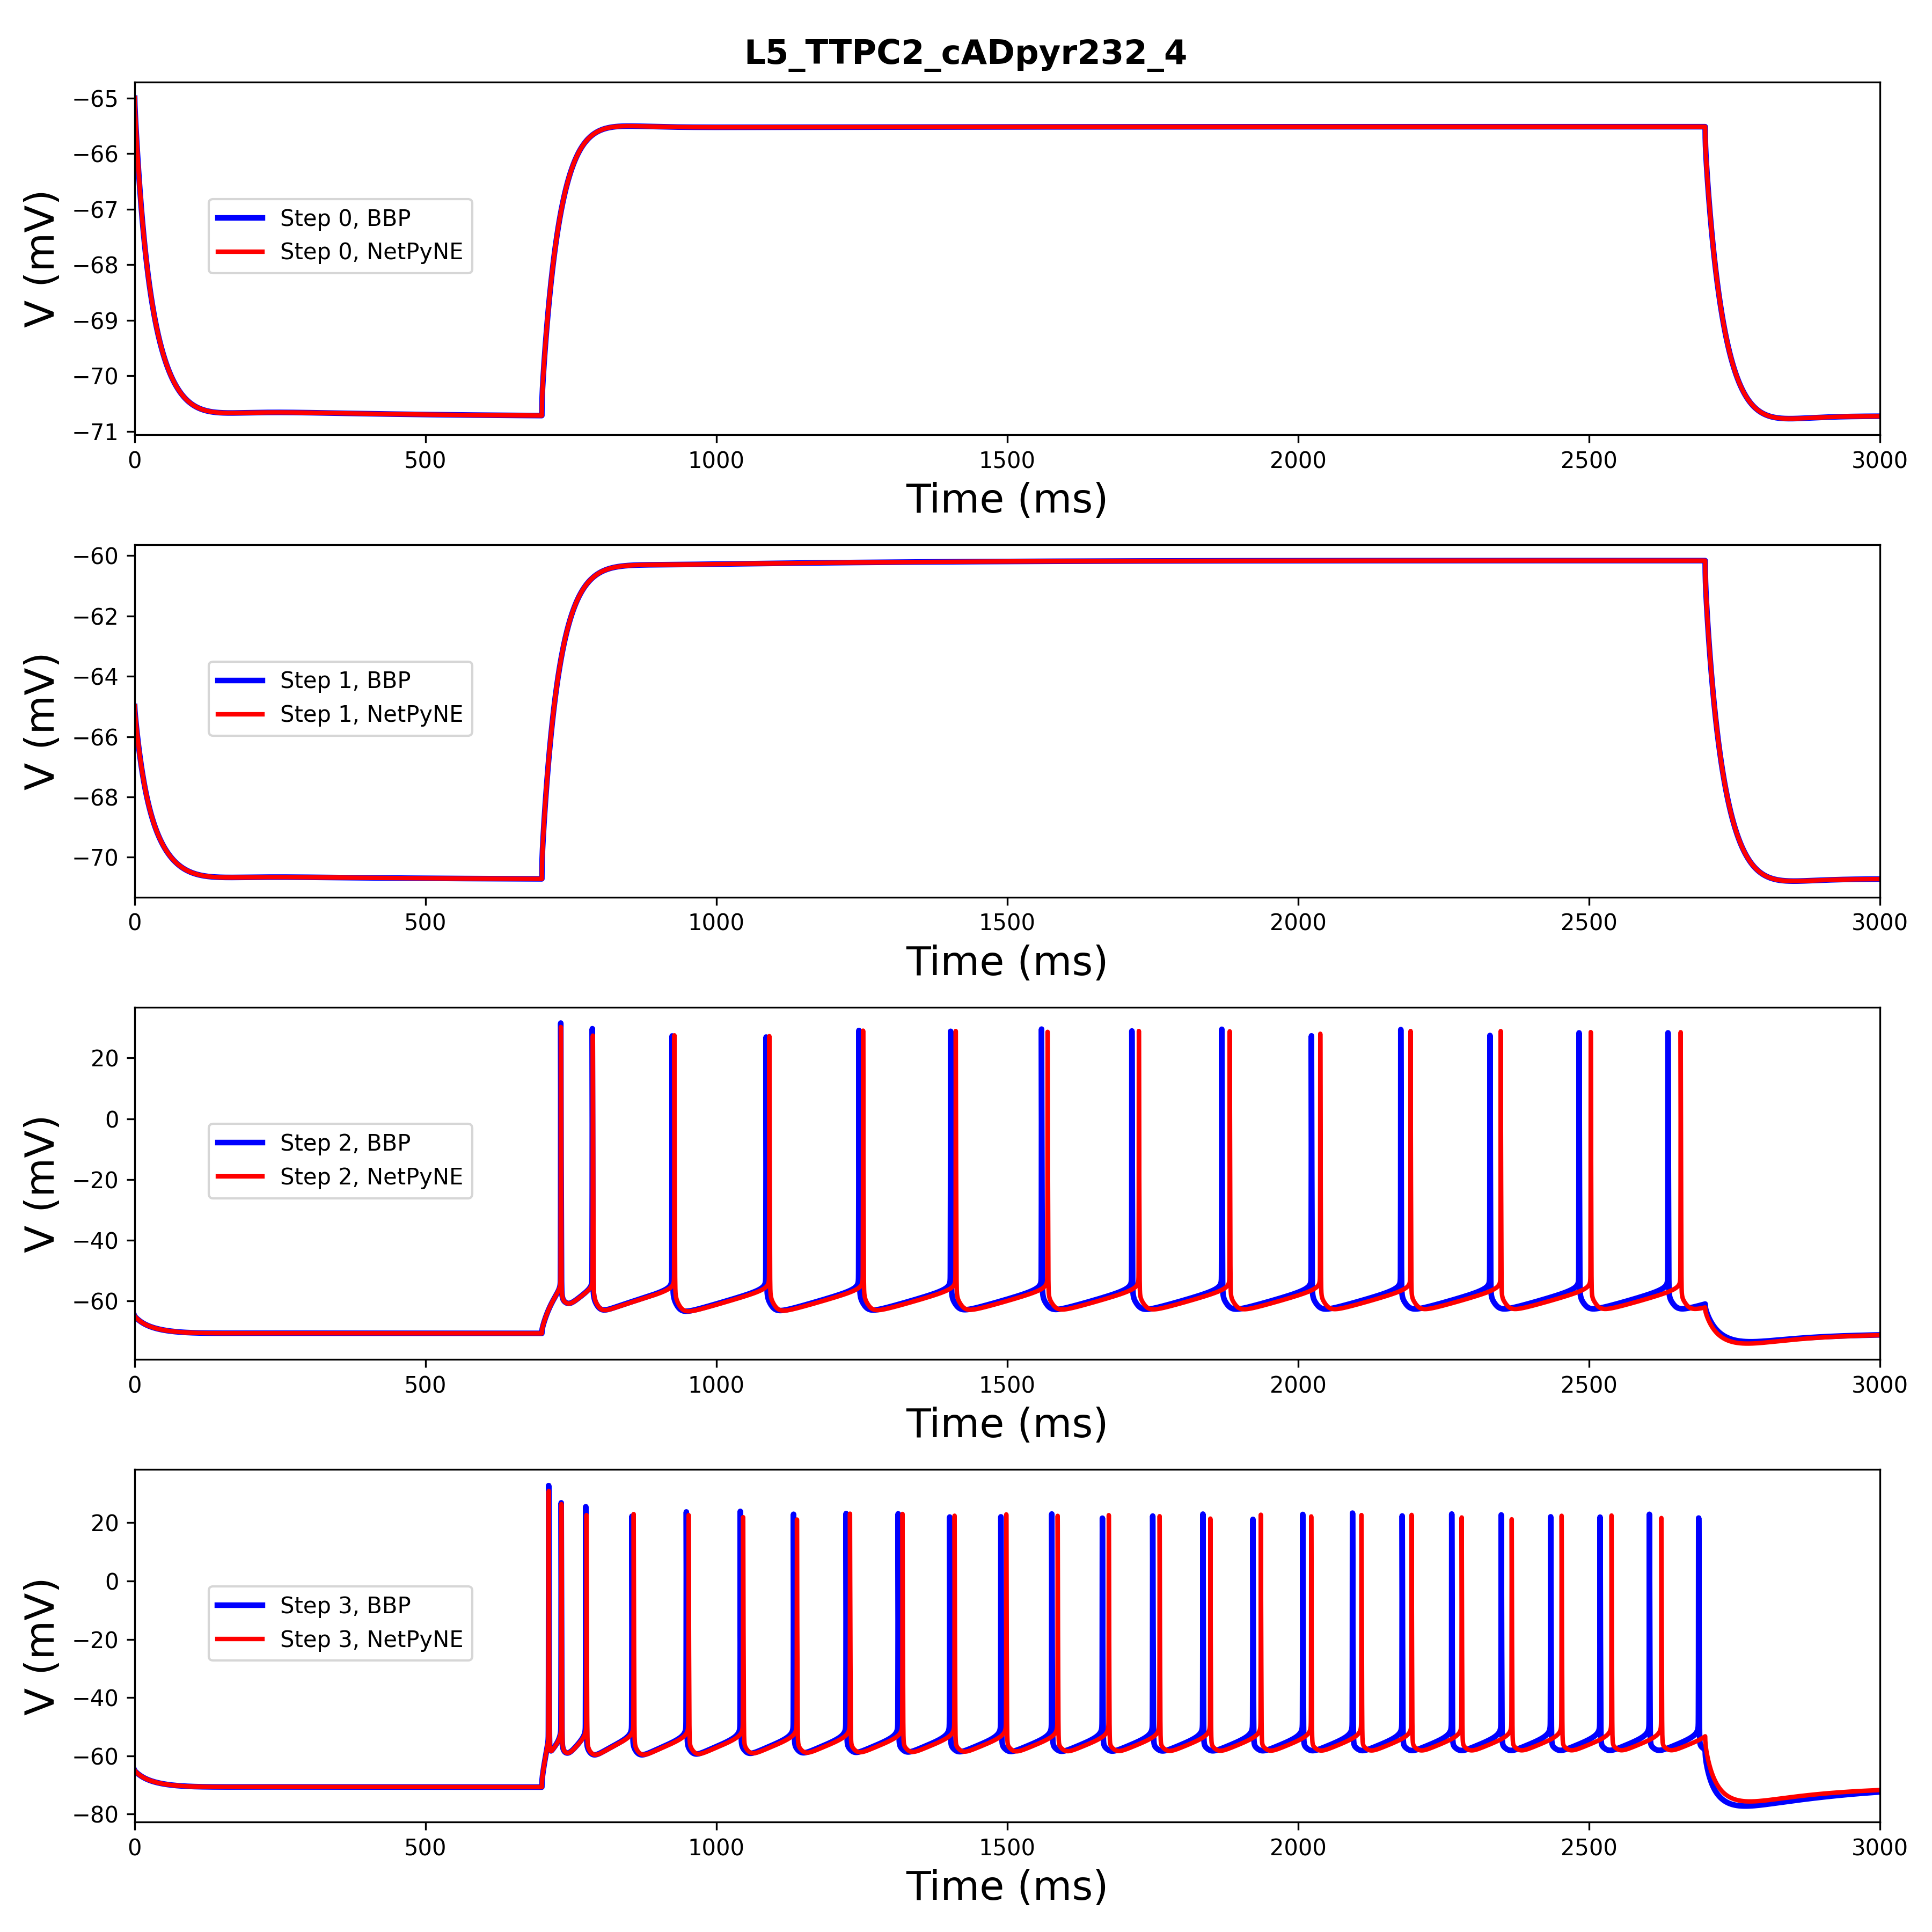 L5_TTPC2_cADpyr232_4
−65
−66
−67
−68
−69
−70
−71
V (mV)
Step 0, BBP
Step 0, NetPyNE
0 500 1000 1500 2000 2500 3000
Time (ms)
−60
−62
−64
−66
−68
−70
V (mV)
Step 1, BBP
Step 1, NetPyNE
0 500 1000 1500 2000 2500 3000
Time (ms)
20
0
−20
−40
−60
V (mV)
Step 2, BBP
Step 2, NetPyNE
0 500 1000 1500 2000 2500 3000
Time (ms)
20
0
−20
−40
−60
−80
V (mV)
Step 3, BBP
Step 3, NetPyNE
0 500 1000 1500 2000 2500 3000
Time (ms)